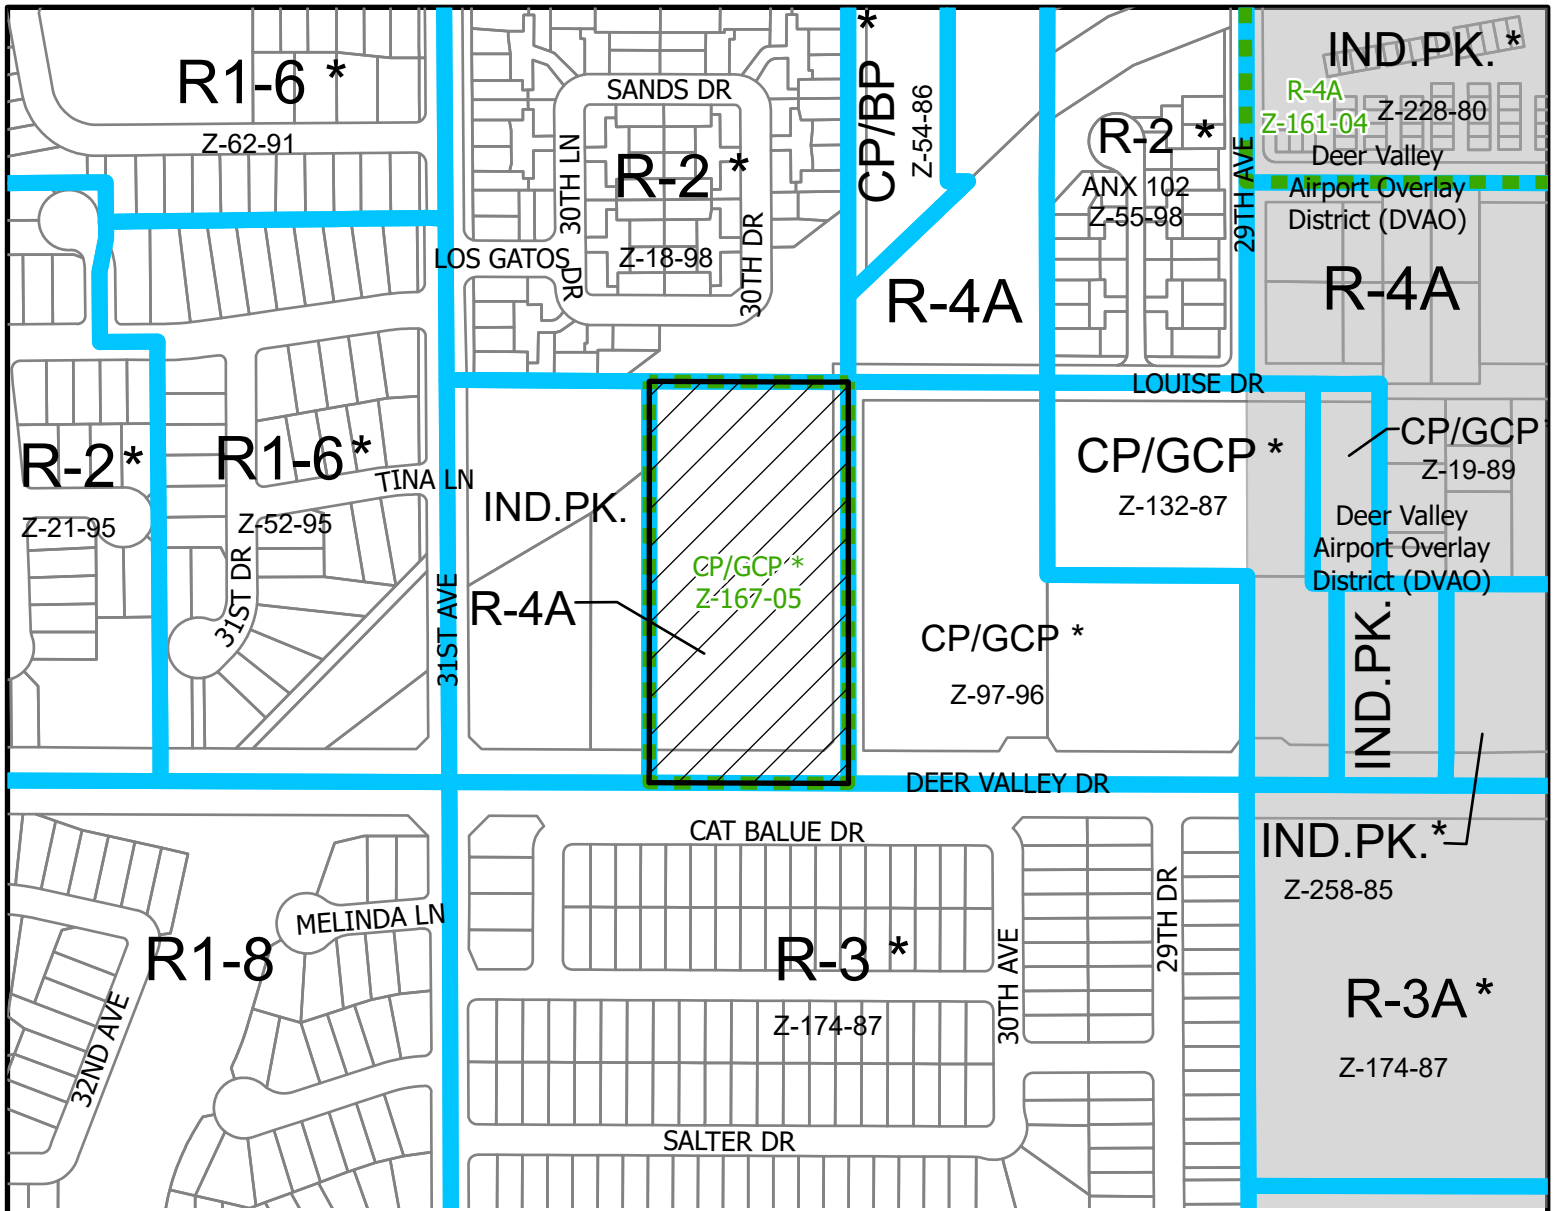 R1-6 *
Z-62-91
SANDS DR
30TH LN
R-2 *
30TH DR
Z-18-98
LOS GATOS
DR
CP/BP *
Z-54-86
R-4A
R-2 *
ANX 102
Z-55-98
29TH AVE
IND.PK. *
R-4A
Z-161-04
Z-228-80
Deer Valley
Airport Overlay
District (DVAO)
R-4A
LOUISE DR
R-2 *
Z-21-95
R1-6 *
Z-52-95
TINA LN
31ST DR
31ST AVE
IND.PK.
R-4A
CP/GCP *
Z-167-05
CP/GCP *
Z-132-87
CP/GCP *
Z-97-96
CP/GCP
Z-19-89
Deer Valley
Airport Overlay
District (DVAO)
IND.PK.
DEER VALLEY DR
IND.PK. *
Z-258-85
CAT BALUE DR
MELINDA LN
R1-8
32ND AVE
R-3 *
Z-174-87
30TH AVE
29TH DR
R-3A *
Z-174-87
SALTER DR